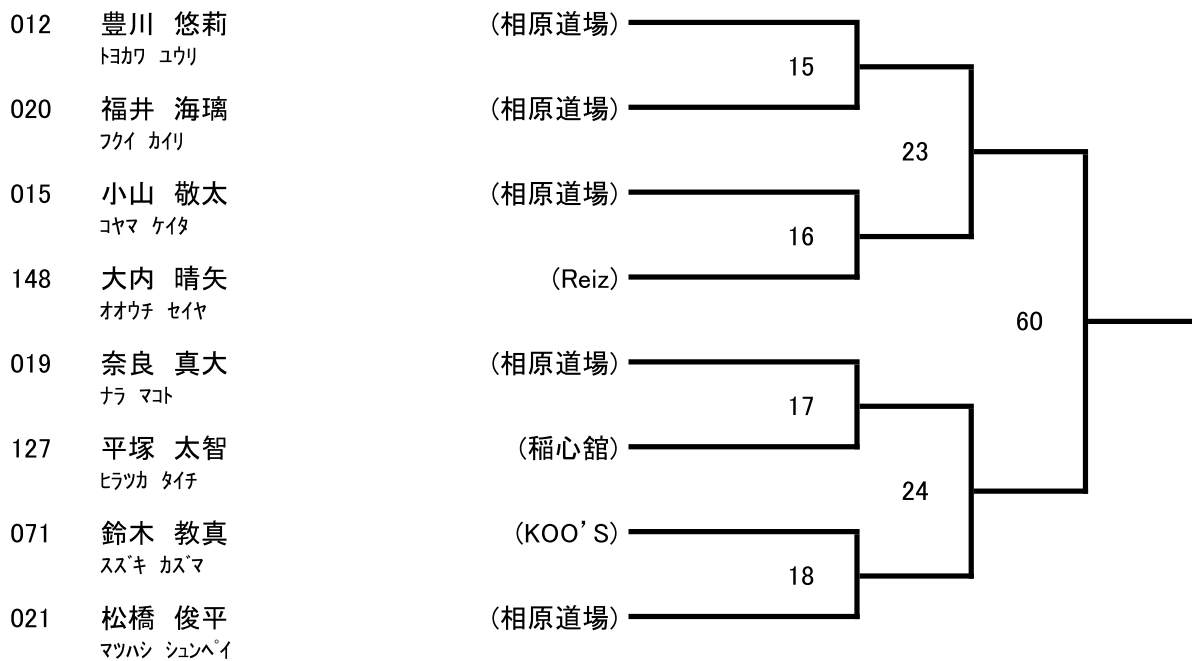 012 豊川 悠莉 (相原道場)
ﾄﾖｶﾜ ﾕｳﾘ
15
020 福井 海璃 (相原道場)
ﾌｸｲ ｶｲﾘ
23
015 小山 敬太 (相原道場)
ｺﾔﾏ ｹｲﾀ
16
148 大内 晴矢 (Reiz)
ｵｵｳﾁ ｾｲﾔ
60
019 奈良 真大 (相原道場)
ﾅﾗ ﾏｺﾄ
17
127 平塚 太智 (稲心舘)
ﾋﾗﾂｶ ﾀｲﾁ
24
071 鈴木 教真 (KOO'S)
ｽｽﾞｷ ｶｽﾞﾏ
18
021 松橋 俊平 (相原道場)
ﾏﾂﾊｼ ｼｭﾝﾍﾟｲ